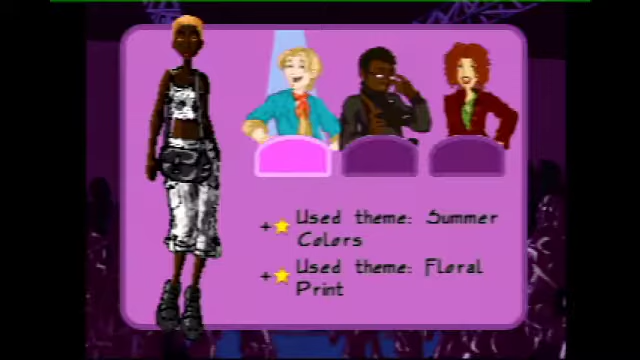 + Used theme: Summer
Colors
+ Used theme: Floral
Print